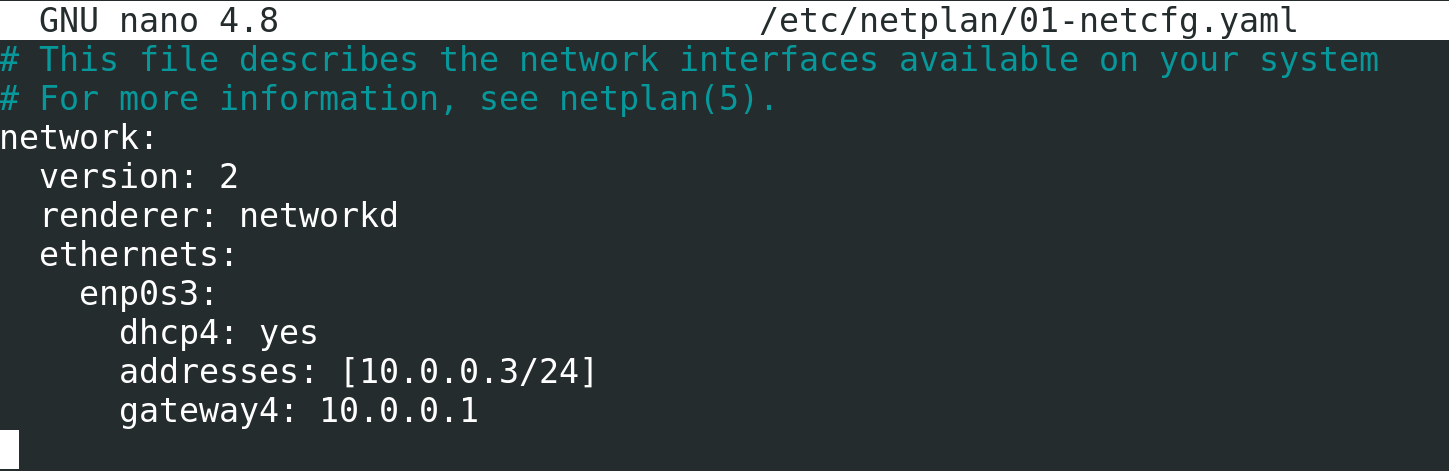 GNU nano 4.8 /etc/netplan/01-netcfg.yaml
# This file describes the network interfaces available on your system
# For more information, see netplan(5).
network:
  version: 2
  renderer: networkd
  ethernets:
    enp0s3:
      dhcp4: yes
      addresses: [10.0.0.3/24]
      gateway4: 10.0.0.1